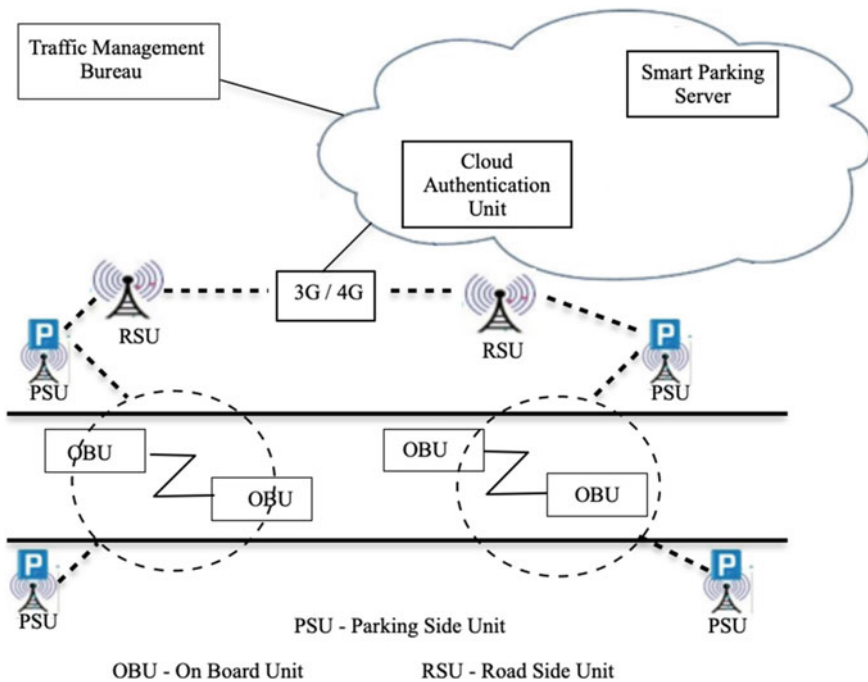 Traffic Management
Bureau
Smart Parking
Server
Cloud
Authentication
Unit
3G / 4G
RSU
RSU
P
PSU
P
PSU
OBU
OBU
OBU
OBU
P
PSU
P
PSU
PSU - Parking Side Unit
OBU - On Board Unit
RSU - Road Side Unit